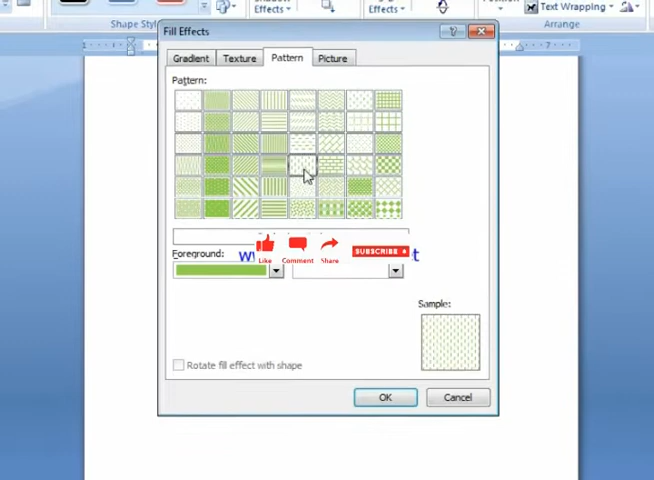 Effects
Effects
Text Wrapping
Shape Sty
Arrange
Fill Effects
Gradient Texture Pattern Picture
Pattern:
Foreground:
Like Comment Share SUBSCRIBE
Sample:
Rotate fill effect with shape
OK Cancel